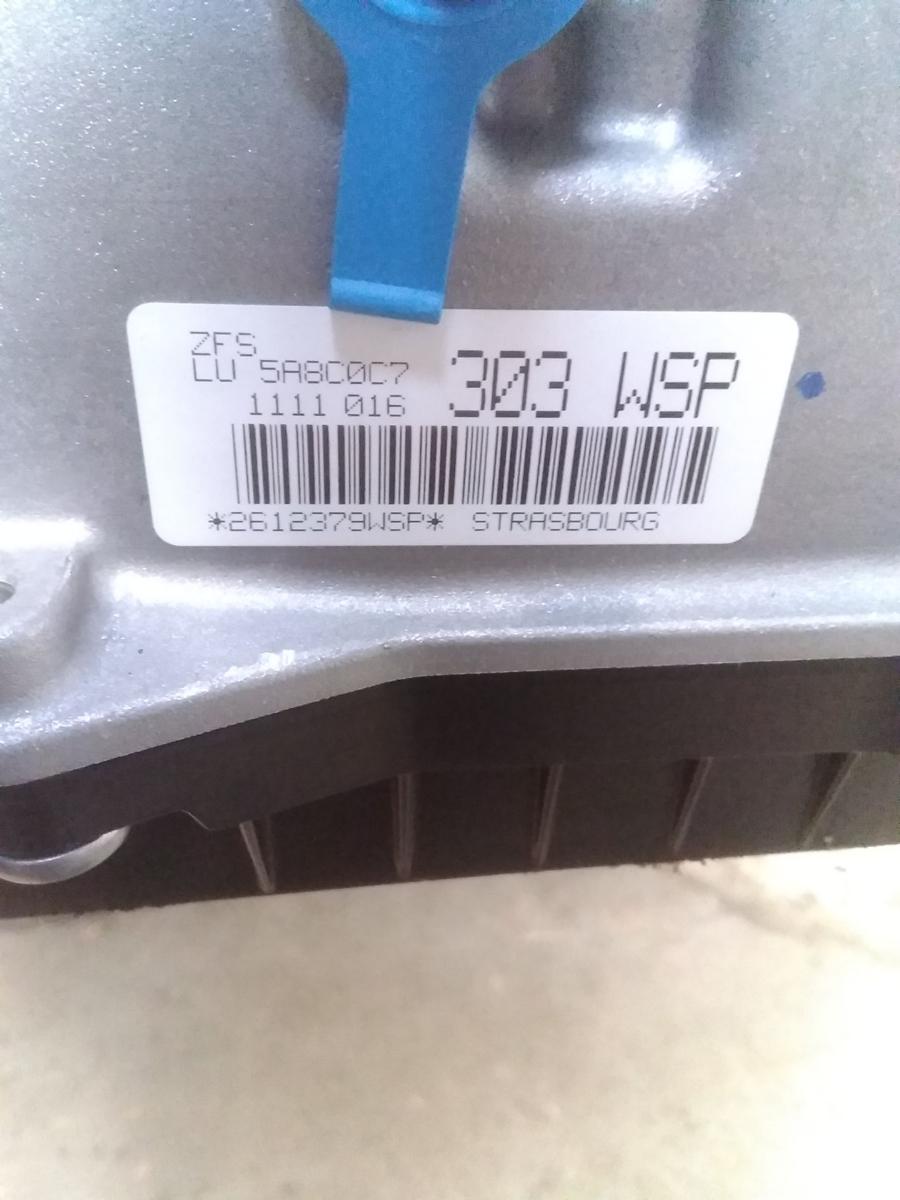 ZFS
LU 5A8C0C7
1111 016
303 WSP
*2612379WSP* STRASBOURG